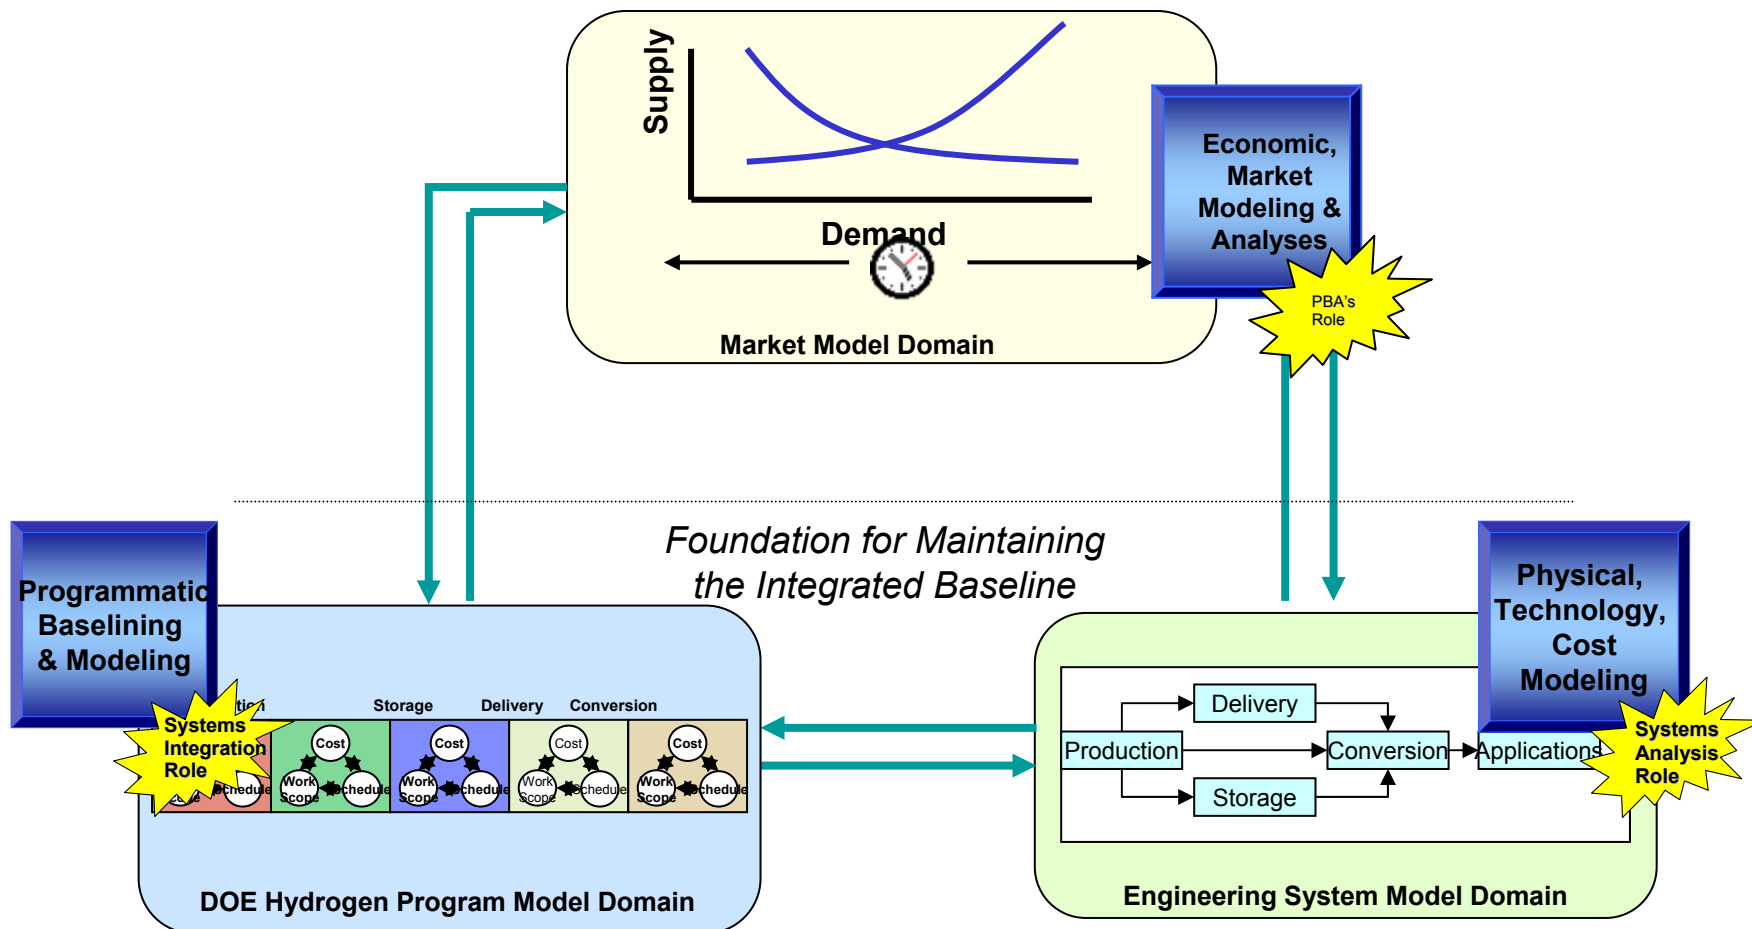 Supply
Demand
Market Model Domain
Economic,
Market
Modeling &
Analyses
PBA's
Role
Foundation for Maintaining
the Integrated Baseline
Programmatic
Baselining
& Modeling
Systems
Integration
Role
Storage
Delivery
Conversion
Schedule
Cost
Work
Scope
Schedule
Cost
Work
Scope
Schedule
Cost
Work
Scope
Schedule
Cost
Work
Scope
Schedule
DOE Hydrogen Program Model Domain
Physical,
Technology,
Cost
Modeling
Systems
Analysis
Role
Delivery
Production
Conversion
Applications
Storage
Engineering System Model Domain